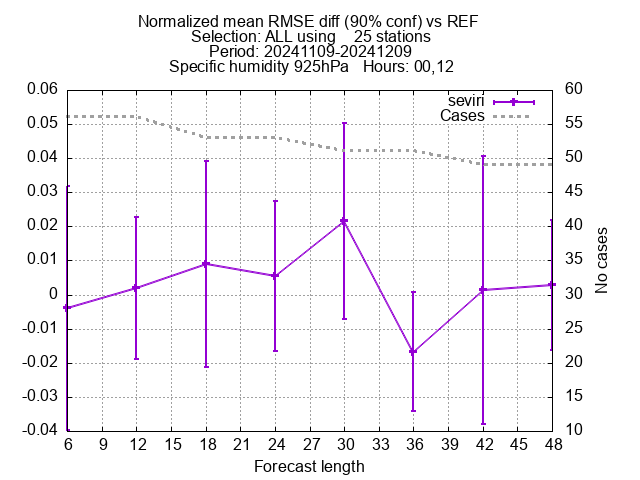 Normalized mean RMSE diff (90% conf) vs REF
Selection: ALL using    25 stations
Period: 20241109-20241209
Specific humidity 925hPa   Hours: 00,12
0.06
0.05
0.04
0.03
0.02
0.01
0
-0.01
-0.02
-0.03
-0.04
seviri
Cases
60
55
50
45
40
35
30
25
20
15
10
No cases
6 9 12 15 18 21 24 27 30 33 36 39 42 45 48
Forecast length